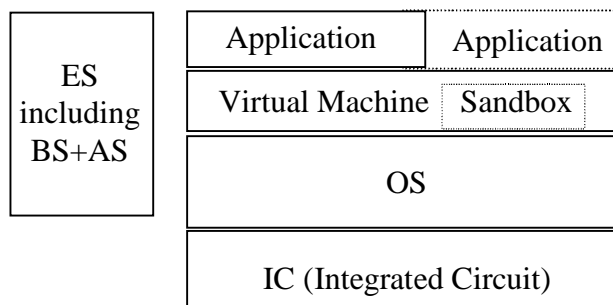 ES
including
BS+AS
Application
Application
Virtual Machine
Sandbox
OS
IC (Integrated Circuit)